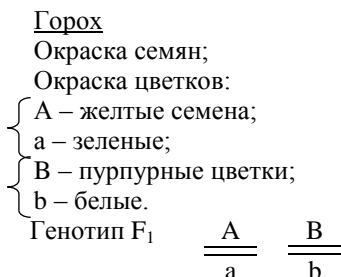 Горох
Окраска семян;
Окраска цветков:
А – желтые семена;
а – зеленые;
В – пурпурные цветки;
b – белые.
Генотип F₁ A B
a b